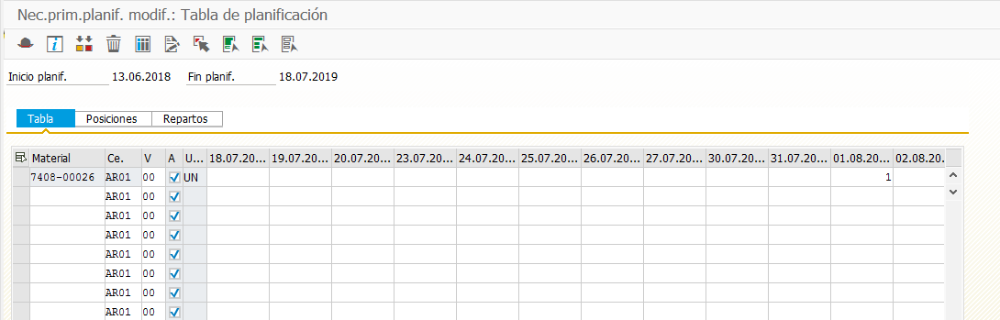 Nec.prim.planif. modif.: Tabla de planificación
Inicio planif. 13.06.2018 Fin planif. 18.07.2019
Tabla Posiciones Repartos
Material Ce. V A U... 18.07.20... 19.07.20... 20.07.20... 23.07.20... 24.07.20... 25.07.20... 26.07.20... 27.07.20... 30.07.20... 31.07.20... 01.08.20... 02.08.20...
7408-00026 AR01 00 UN 1
AR01 00
AR01 00
AR01 00
AR01 00
AR01 00
AR01 00
AR01 00